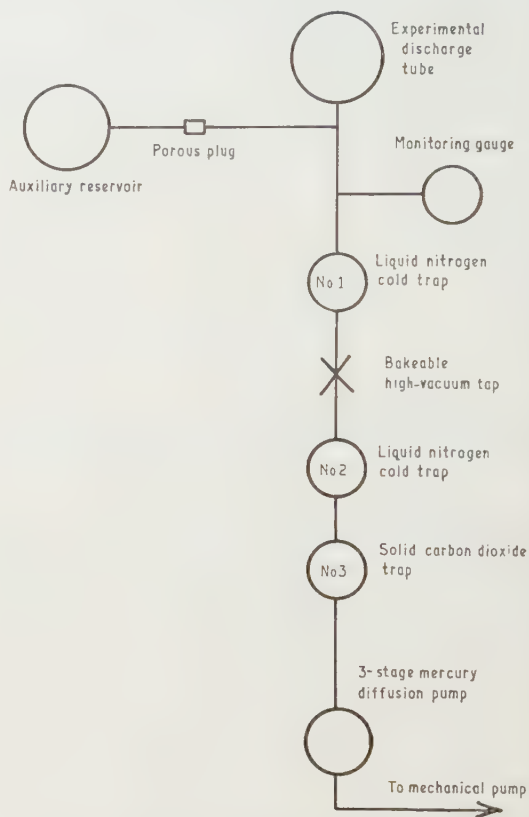 Experimental
discharge
tube
Porous plug
Auxiliary reservoir
Monitoring gauge
No 1
Liquid nitrogen
cold trap
Bakeable
high-vacuum tap
No 2
Liquid nitrogen
cold trap
No 3
Solid carbon dioxide
trap
3-stage mercury
diffusion pump
To mechanical pump